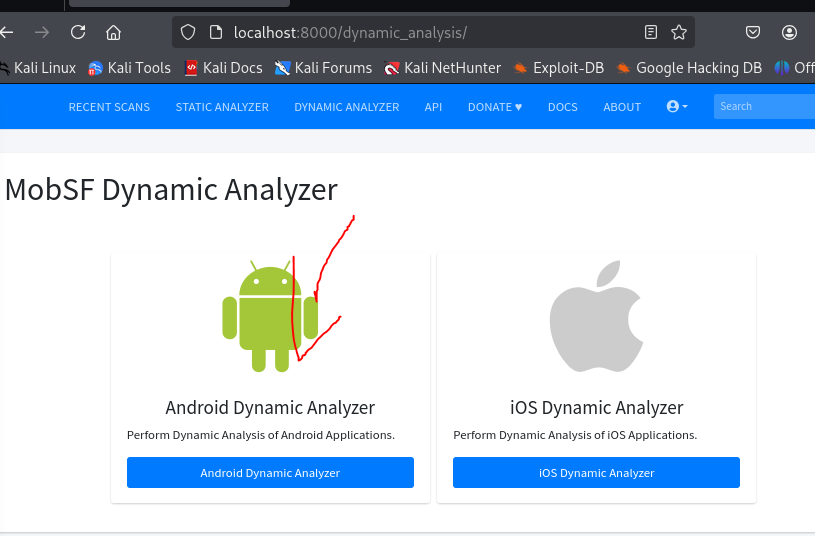 localhost:8000/dynamic_analysis/
Kali Linux Kali Tools Kali Docs Kali Forums Kali NetHunter Exploit-DB Google Hacking DB Off
RECENT SCANS STATIC ANALYZER DYNAMIC ANALYZER API DONATE ♥ DOCS ABOUT Search
MobSF Dynamic Analyzer
Android Dynamic Analyzer
Perform Dynamic Analysis of Android Applications.
Android Dynamic Analyzer
iOS Dynamic Analyzer
Perform Dynamic Analysis of iOS Applications.
iOS Dynamic Analyzer